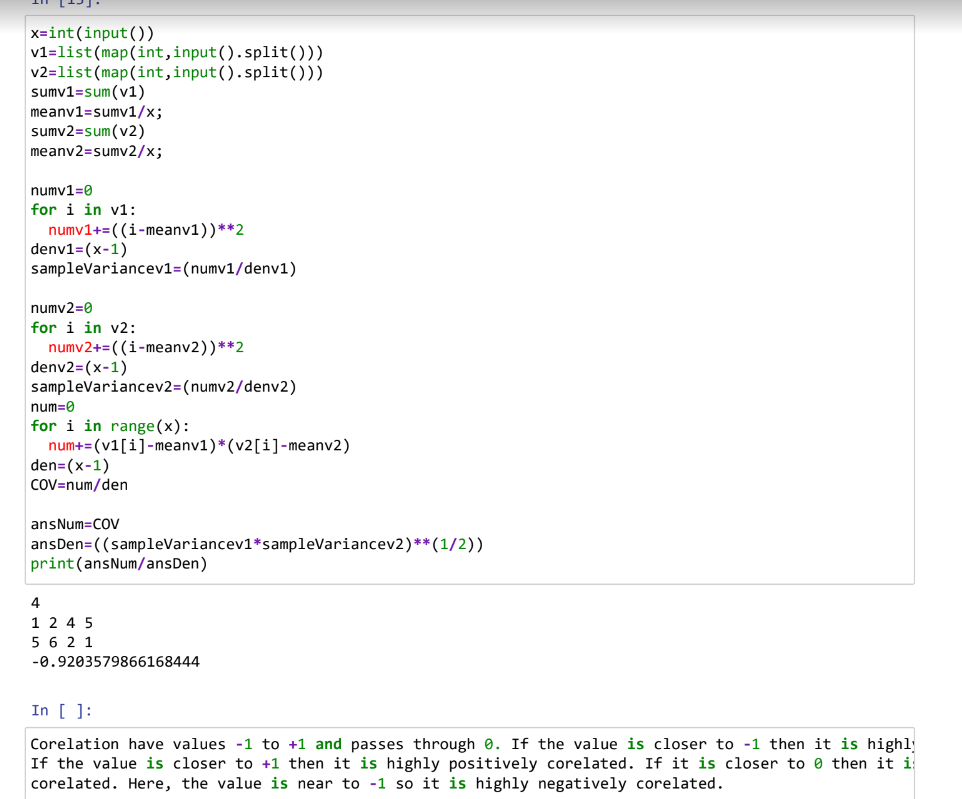 In [15]:
x=int(input())
v1=list(map(int,input().split()))
v2=list(map(int,input().split()))
sumv1=sum(v1)
meanv1=sumv1/x;
sumv2=sum(v2)
meanv2=sumv2/x;
numv1=0
for i in v1:
  numv1+=((i-meanv1))**2
denv1=(x-1)
sampleVariancev1=(numv1/denv1)
numv2=0
for i in v2:
  numv2+=((i-meanv2))**2
denv2=(x-1)
sampleVariancev2=(numv2/denv2)
num=0
for i in range(x):
  num+=(v1[i]-meanv1)*(v2[i]-meanv2)
den=(x-1)
COV=num/den
ansNum=COV
ansDen=((sampleVariancev1*sampleVariancev2)**(1/2))
print(ansNum/ansDen)
4
1 2 4 5
5 6 2 1
-0.9203579866168444
In [ ]:
Corelation have values -1 to +1 and passes through 0. If the value is closer to -1 then it is highly
If the value is closer to +1 then it is highly positively corelated. If it is closer to 0 then it is
corelated. Here, the value is near to -1 so it is highly negatively corelated.